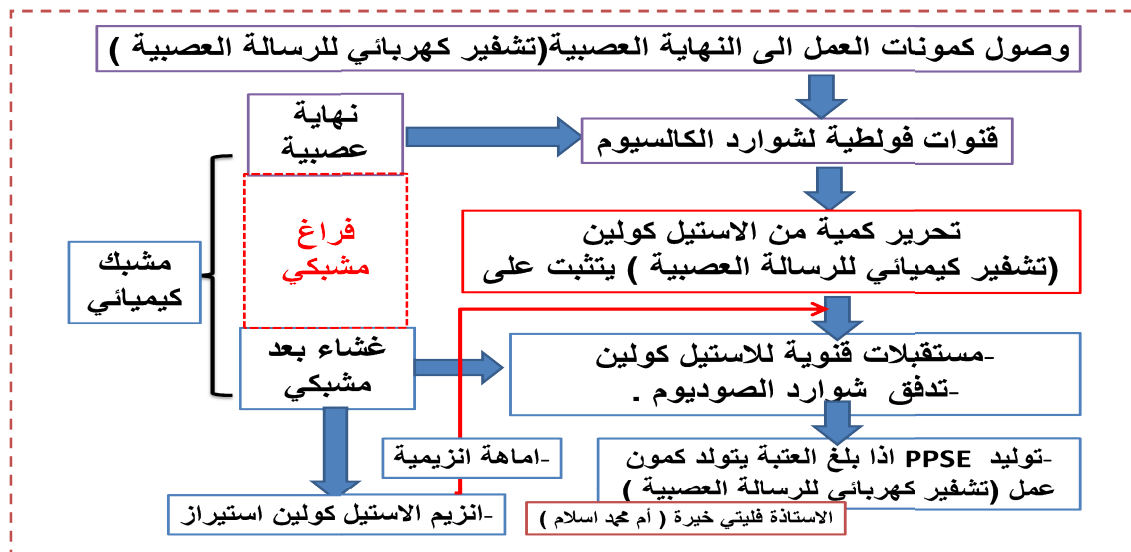 وصول كمونات العمل الى النهاية العصبية(تشفير كهربائي للرسالة العصبية )
نهاية
عصبية
قنوات فولطية لشوارد الكالسيوم
فراغ
مشبكي
تحرير كمية من الاستيل كولين
(تشفير كيميائي للرسالة العصبية ) يتثبت على
مشبك
كيميائي
غشاء بعد
مشبكي
-مستقبلات قنوية للاستيل كولين
-تدفق شوارد الصوديوم .
-اماهة انزيمية
-توليد PPSE اذا بلغ العتبة يتولد كمون
عمل (تشفير كهربائي للرسالة العصبية )
-انزيم الاستيل كولين استيراز
الاستاذة فليتي خيرة ( أم محمد اسلام )